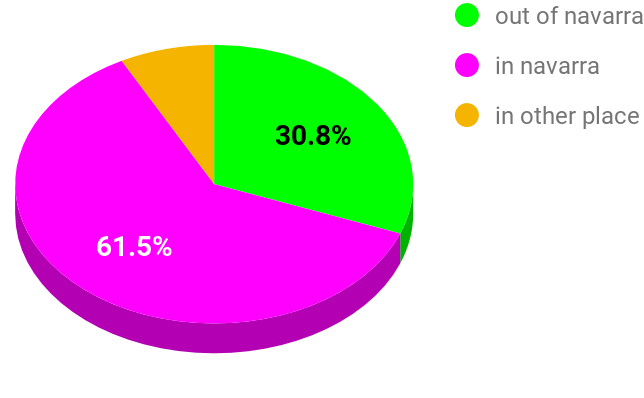 out of navarra
in navarra
in other place
30.8%
61.5%